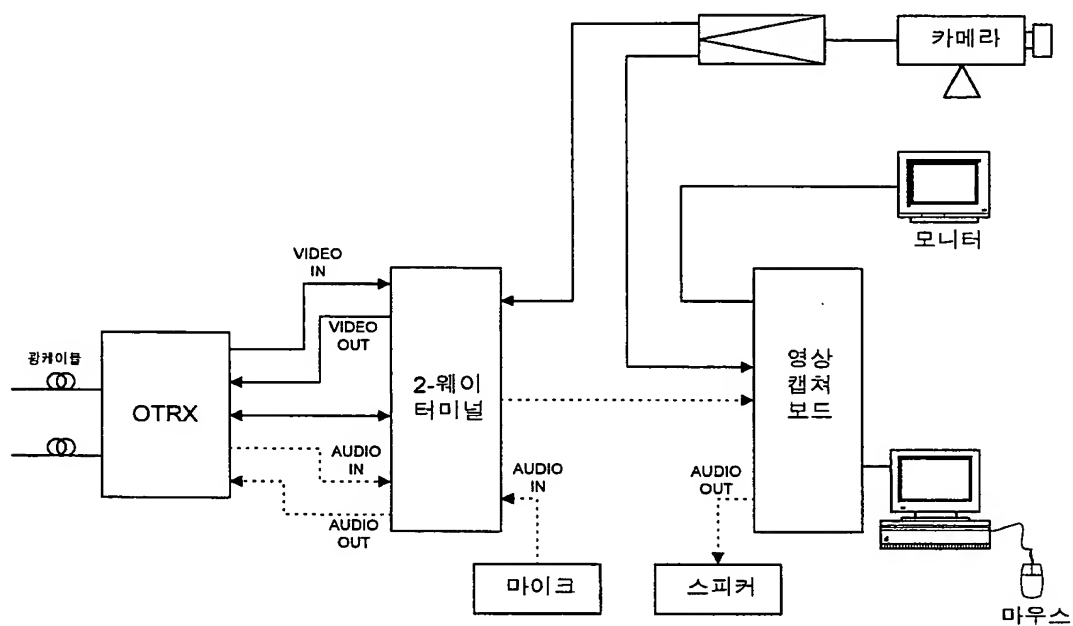 카메라
모니터
VIDEO
IN
VIDEO
OUT
광케이블
OTRX
2-웨이
터미널
영상
캡쳐
보드
AUDIO
IN
AUDIO
OUT
AUDIO
IN
AUDIO
OUT
마이크
스피커
마우스